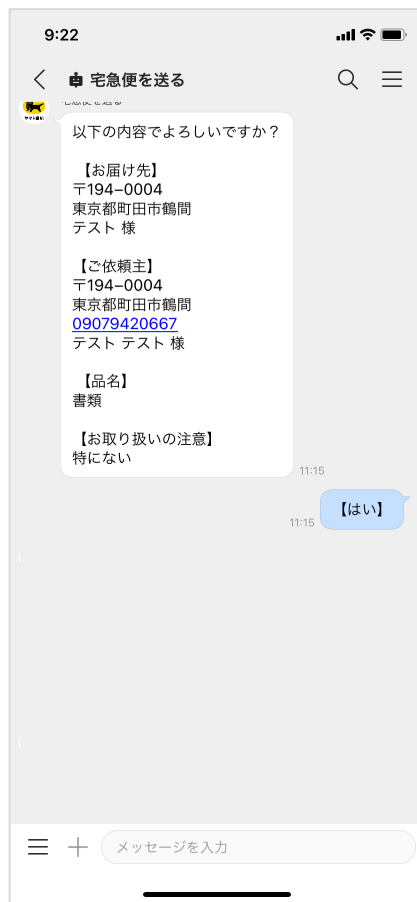 9:22
宅急便を送る
以下の内容でよろしいですか？
【お届け先】
〒194–0004
東京都町田市鶴間
テスト 様
【ご依頼主】
〒194–0004
東京都町田市鶴間
09079420667
テスト テスト 様
【品名】
書類
【お取り扱いの注意】
特にない
11:15
【はい】
11:15
メッセージを入力